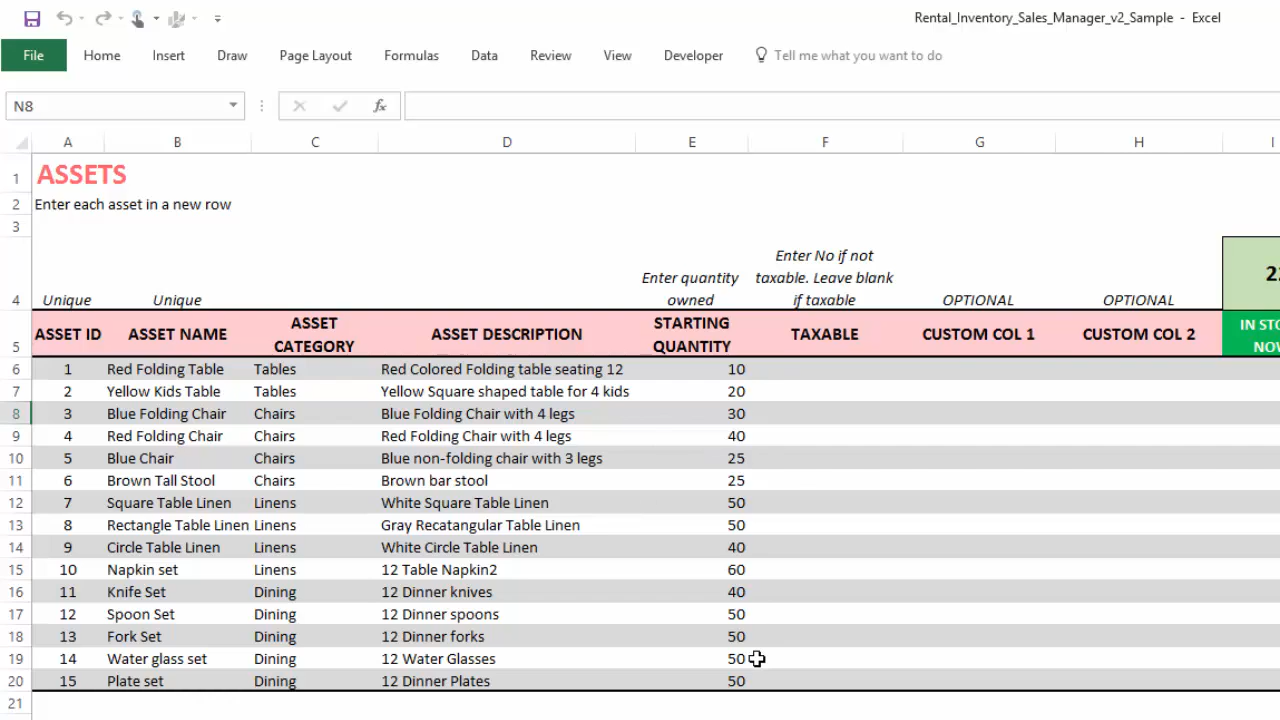 Rental_Inventory_Sales_Manager_v2_Sample - Excel
File Home Insert Draw Page Layout Formulas Data Review View Developer Tell me what you want to do
N8 fx
A B C D E F G H I
1 ASSETS
2 Enter each asset in a new row
3
Enter No if not
Enter quantity taxable. Leave blank
4 Unique Unique owned if taxable OPTIONAL OPTIONAL
5 ASSET ID ASSET NAME ASSET CATEGORY ASSET DESCRIPTION STARTING QUANTITY TAXABLE CUSTOM COL 1 CUSTOM COL 2
6 1 Red Folding Table Tables Red Colored Folding table seating 12 10
7 2 Yellow Kids Table Tables Yellow Square shaped table for 4 kids 20
8 3 Blue Folding Chair Chairs Blue Folding Chair with 4 legs 30
9 4 Red Folding Chair Chairs Red Folding Chair with 4 legs 40
10 5 Blue Chair Chairs Blue non-folding chair with 3 legs 25
11 6 Brown Tall Stool Chairs Brown bar stool 25
12 7 Square Table Linen Linens White Square Table Linen 50
13 8 Rectangle Table Linen Linens Gray Recatangular Table Linen 50
14 9 Circle Table Linen Linens White Circle Table Linen 40
15 10 Napkin set Linens 12 Table Napkin2 60
16 11 Knife Set Dining 12 Dinner knives 40
17 12 Spoon Set Dining 12 Dinner spoons 50
18 13 Fork Set Dining 12 Dinner forks 50
19 14 Water glass set Dining 12 Water Glasses 50
20 15 Plate set Dining 12 Dinner Plates 50
21